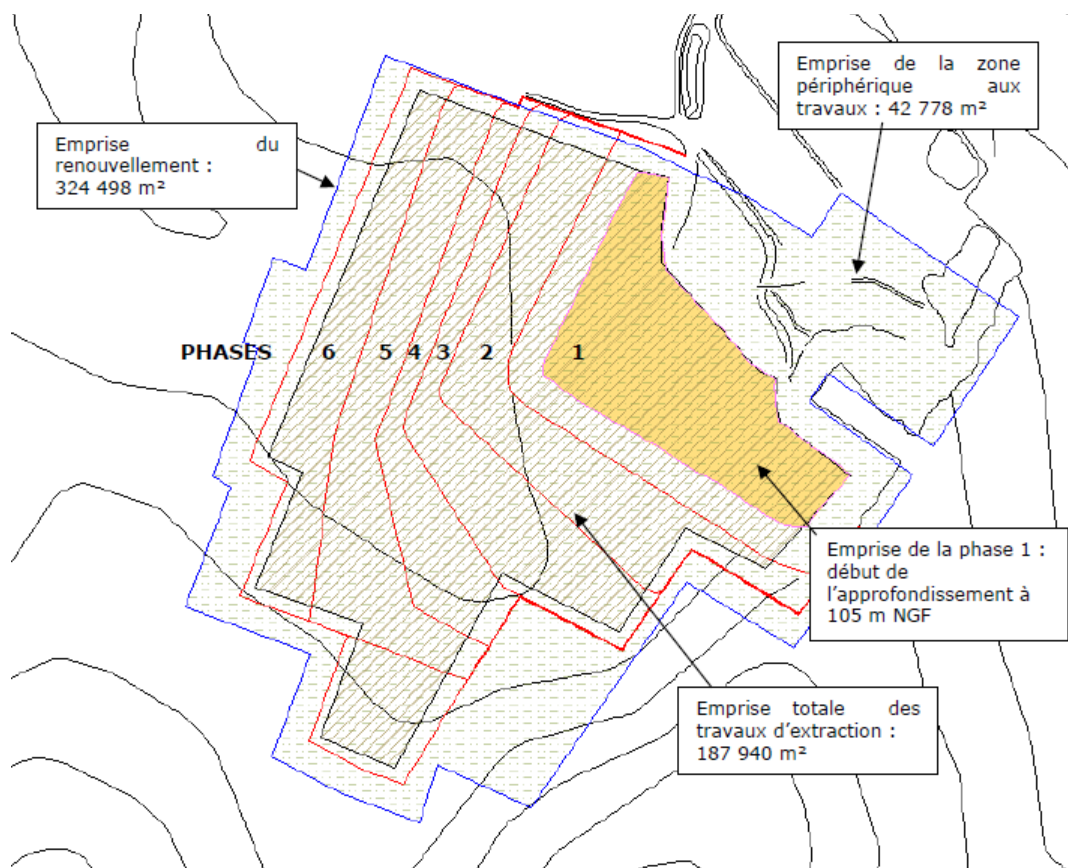 Emprise de la zone
périphérique aux
travaux : 42 778 m²
Emprise du
renouvellement :
324 498 m²
PHASES 6 5 4 3 2 1
Emprise de la phase 1 :
début de
l'approfondissement à
105 m NGF
Emprise totale des
travaux d'extraction :
187 940 m²